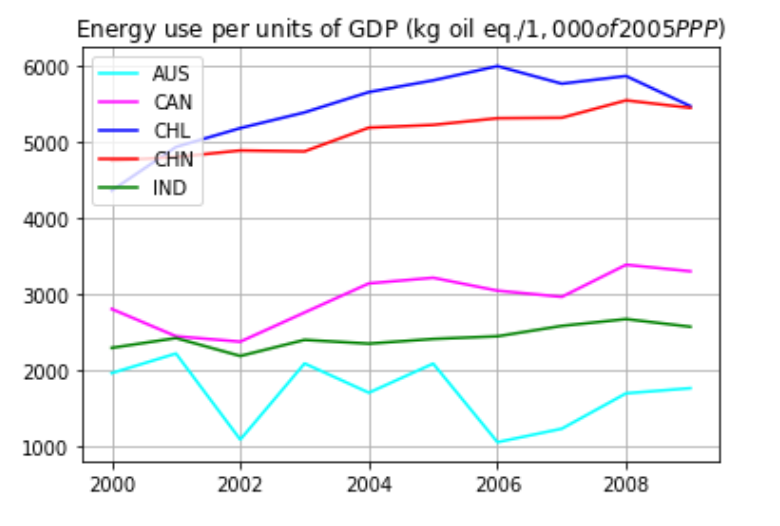 Energy use per units of GDP (kg oil eq./1, 000of2005PPP)
6000
5000
4000
3000
2000
1000
AUS
CAN
CHL
CHN
IND
2000 2002 2004 2006 2008